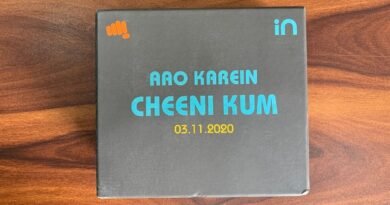 in
AAO KAREIN
CHEENI KUM
03.11.2020